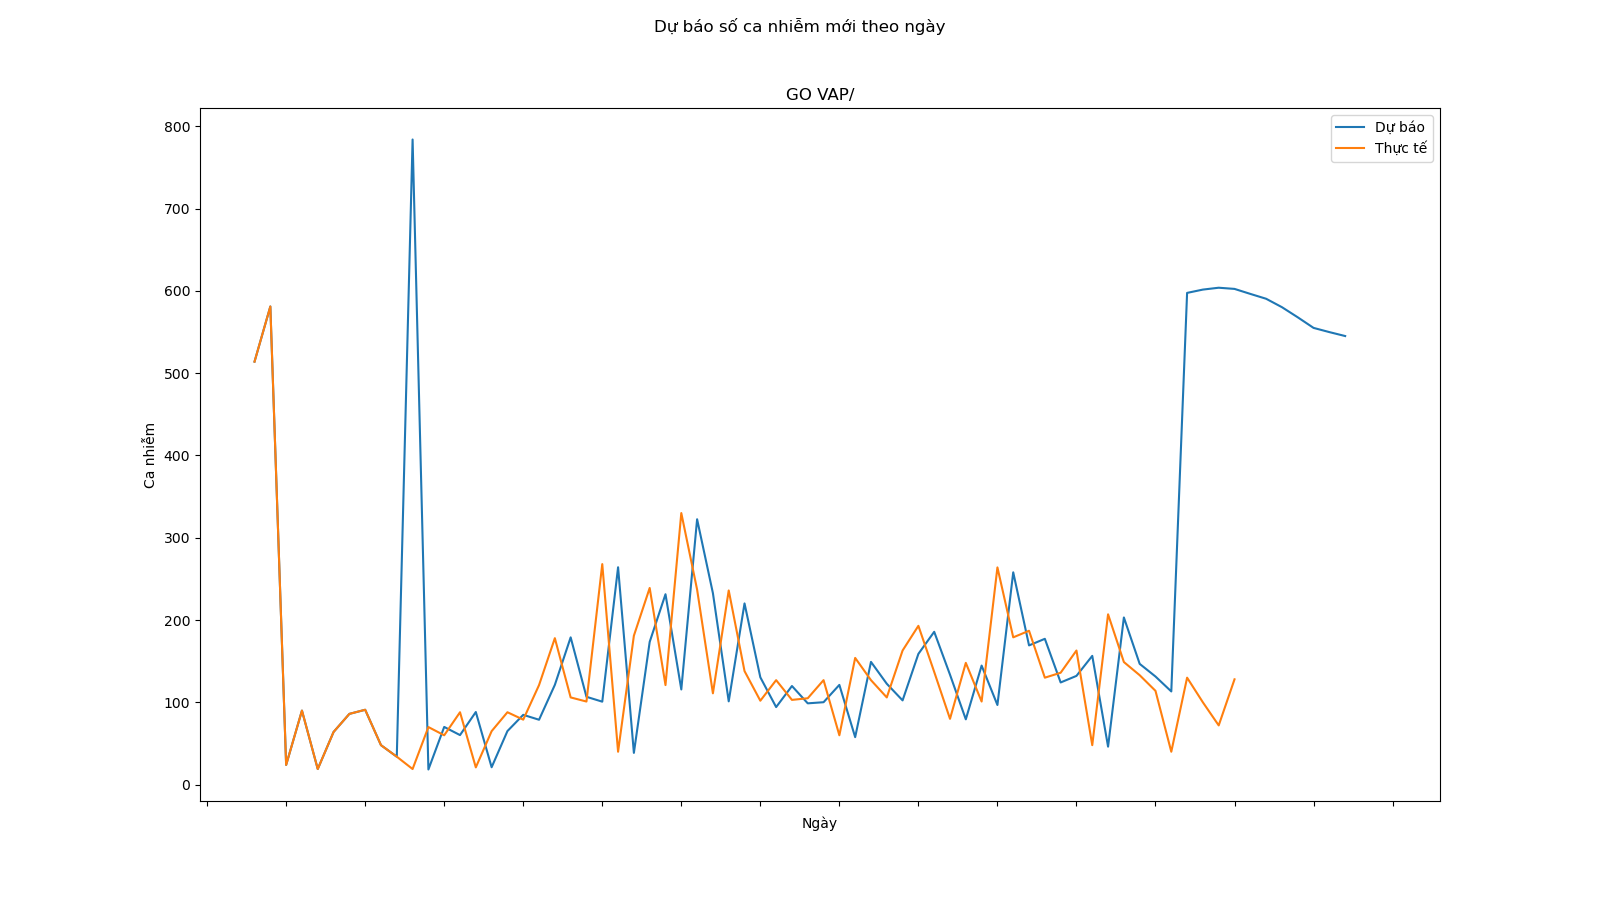 Dự báo số ca nhiễm mới theo ngày
GO VAP/
Dự báo
Thực tế
800
700
600
500
400
300
200
100
0
Ca nhiễm
Ngày